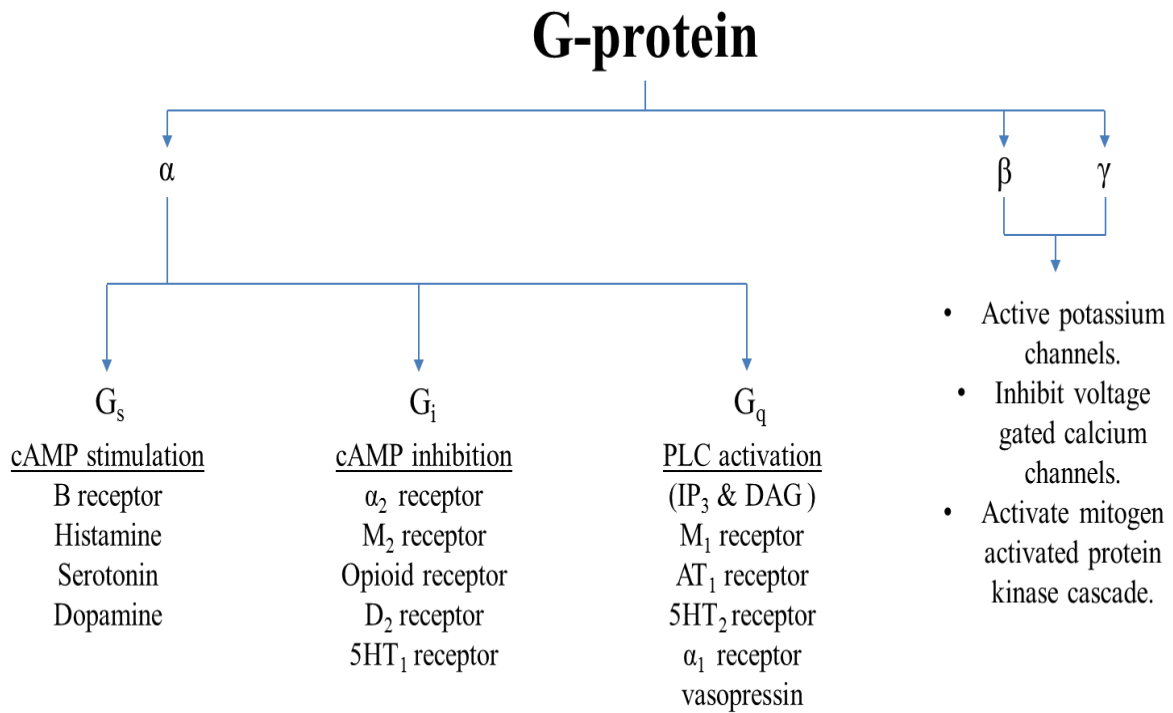 G-protein
α
β
γ
G₍s₎
cAMP stimulation
B receptor
Histamine
Serotonin
Dopamine
Gᵢ
cAMP inhibition
α₂ receptor
M₂ receptor
Opioid receptor
D₂ receptor
5HT₁ receptor
Gq
PLC activation
(IP₃ & DAG )
M₁ receptor
AT₁ receptor
5HT₂ receptor
α₁ receptor
vasopressin
• Active potassium
channels.
• Inhibit voltage
gated calcium
channels.
• Activate mitogen
activated protein
kinase cascade.